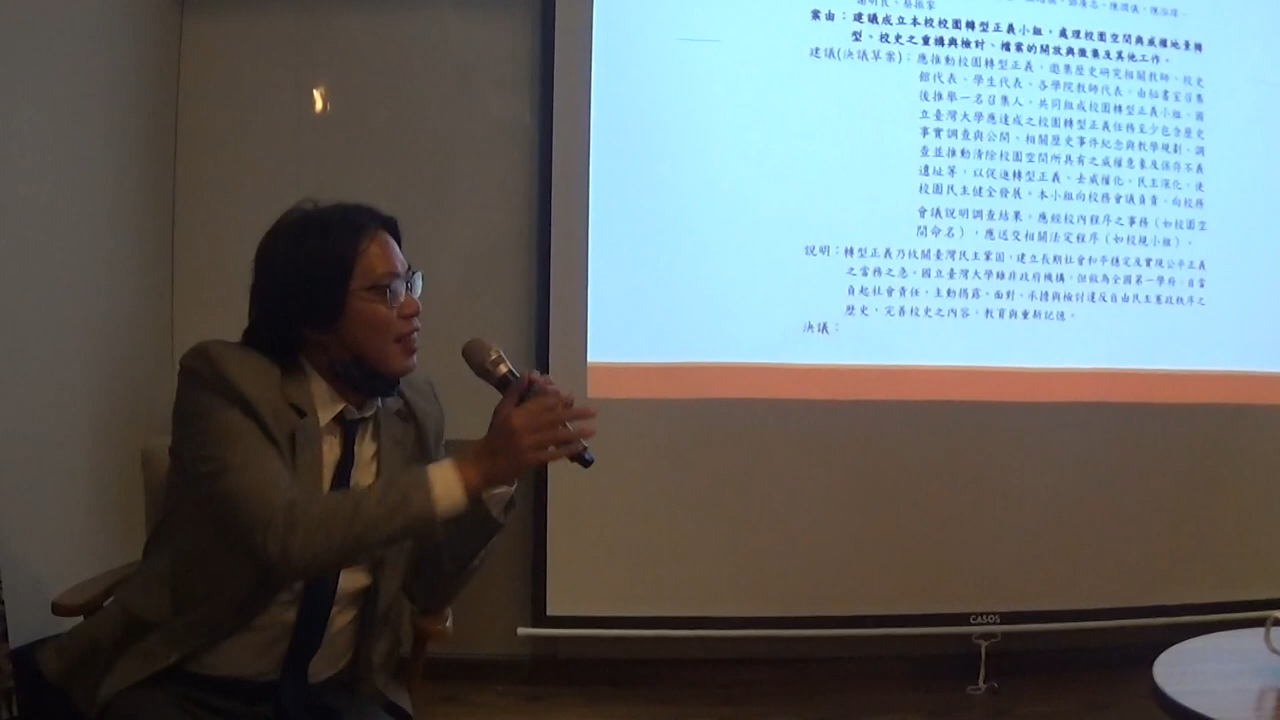 謝明良、蔡振家
案由：建議成立本校校園轉型正義小組，處理校園空間與威權地景轉
型、校史之重構與檢討、檔案的開放與徵集及其他工作。
建議(決議草案)：應推動校園轉型正義，邀集歷史研究相關教師、校史
館代表、學生代表、各學院教師代表，由秘書室召集
後推舉一名召集人，共同組成校園轉型正義小組。國
立臺灣大學應達成之校園轉型正義任務至少包含歷史
事實調查與公開、相關歷史事件紀念與教學規劃、調
查並推動清除校園空間所具有之威權意象及保存不義
遺址等，以促進轉型正義、去威權化、民主深化，使
校園民主健全發展。本小組向校務會議負責，向校務
會議說明調查結果，應經校內程序之事務（如校園空
間命名），應送交相關法定程序（如校規小組）。
說明：轉型正義乃攸關臺灣民主鞏固，建立長期社會和平穩定及實現公平正義
之當務之急。國立臺灣大學雖非政府機構，但做為全國第一學府，自當
負起社會責任，主動揭露、面對、承擔與檢討違反自由民主憲政秩序之
歷史，完善校史之內容，教育與重新記憶。
決議：
CASOS